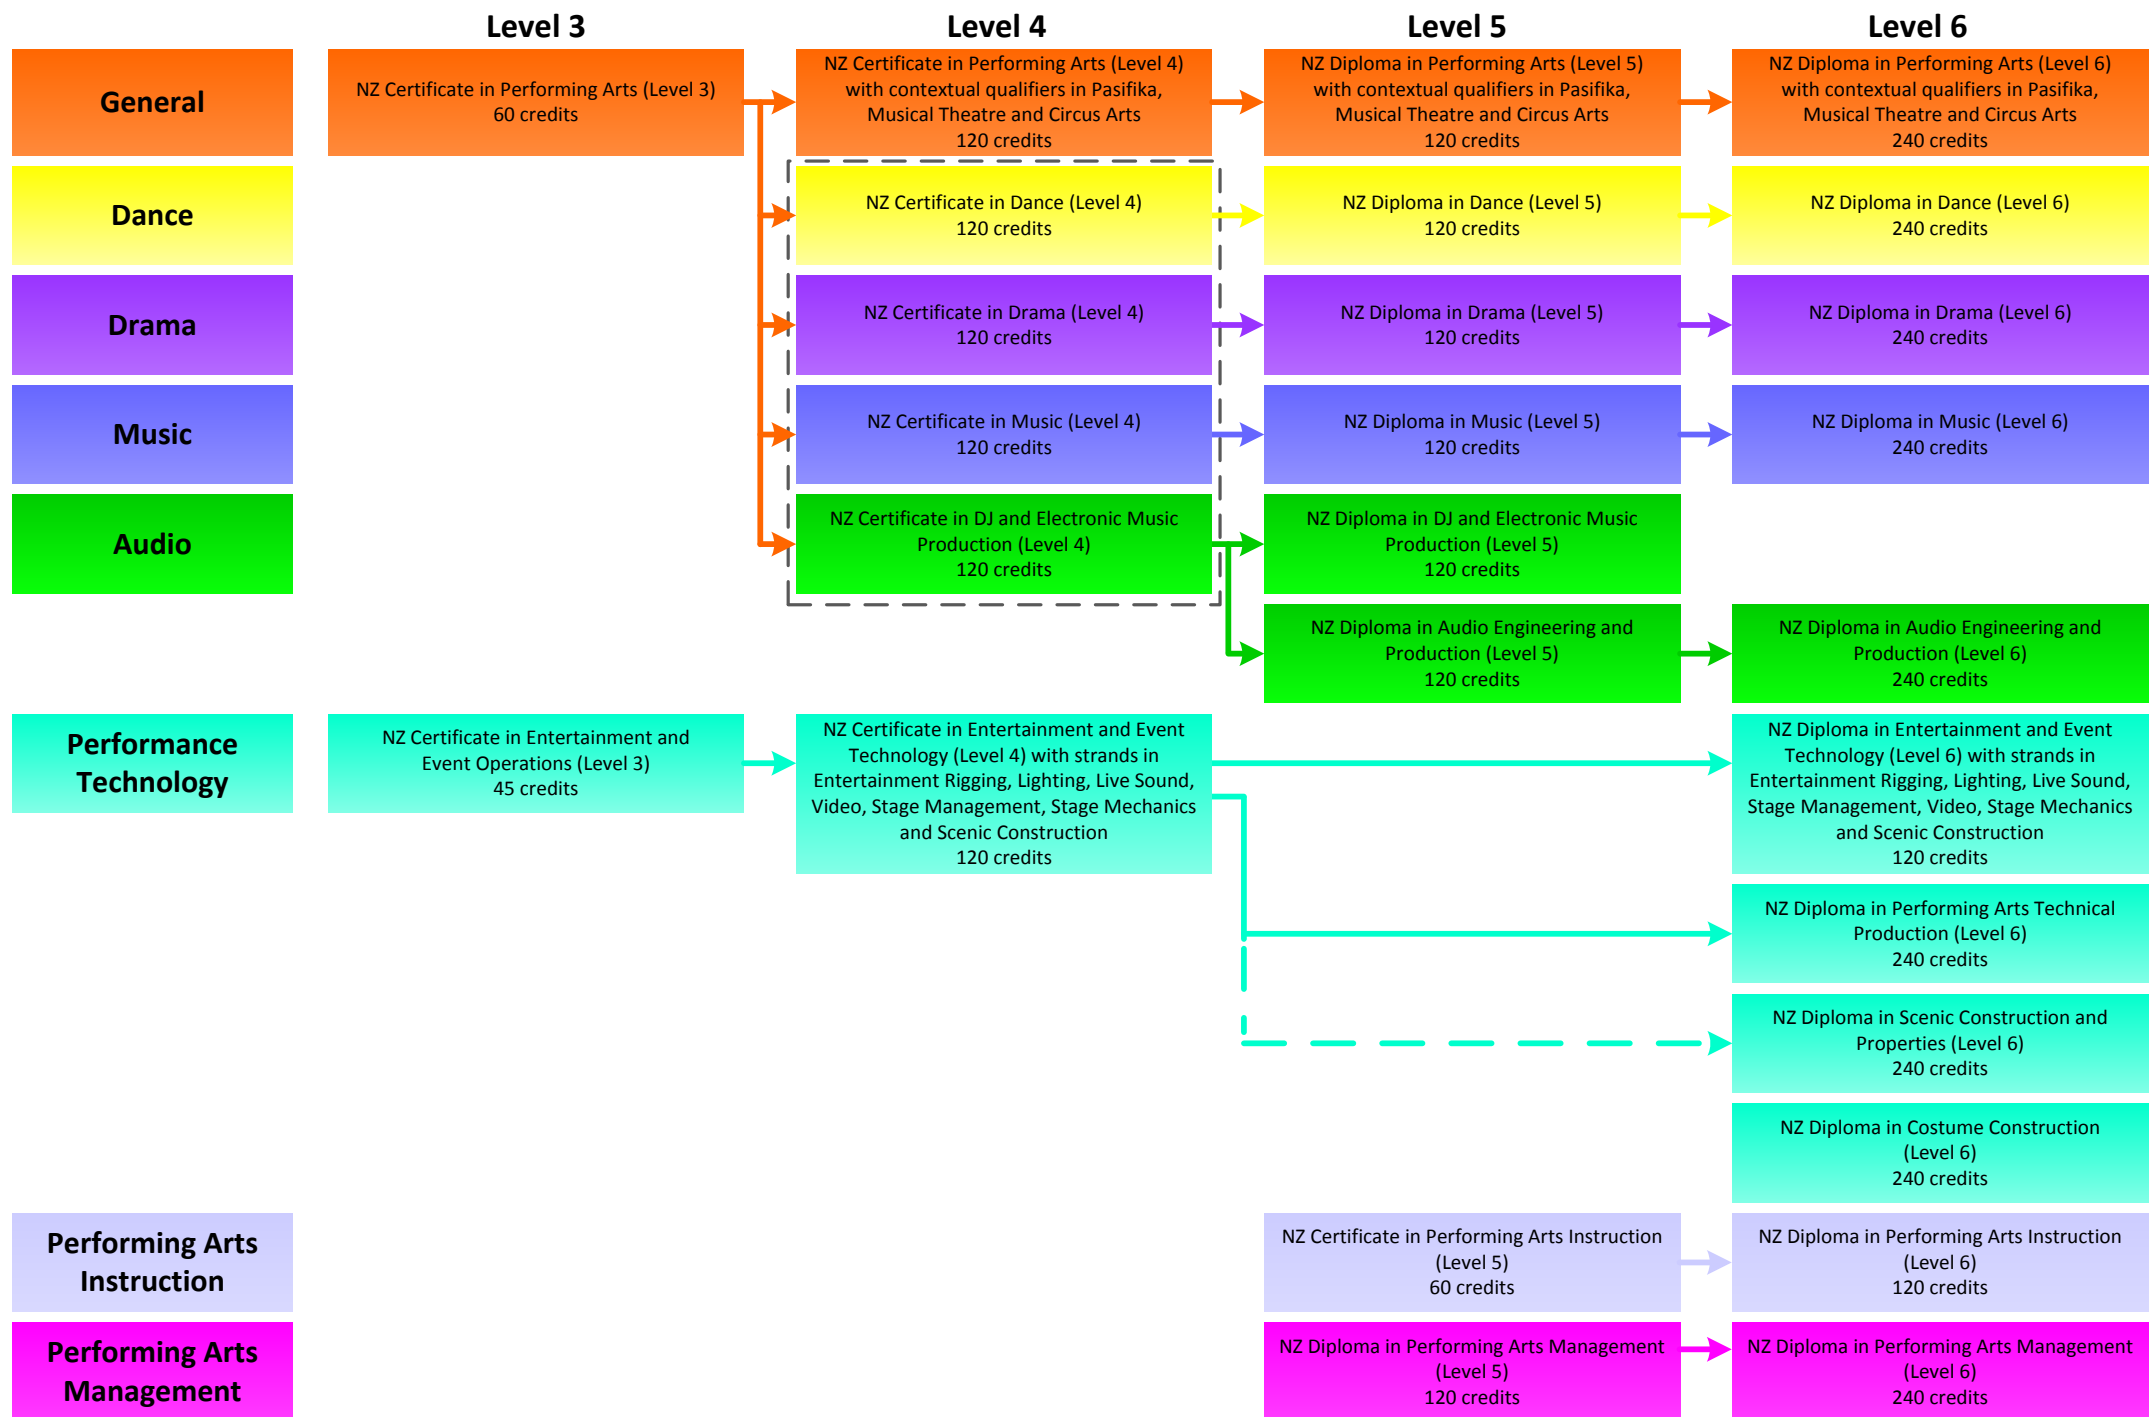 Level 3
Level 4
Level 5
Level 6
General
NZ Certificate in Performing Arts (Level 3)
60 credits
NZ Certificate in Performing Arts (Level 4)
with contextual qualifiers in Pasifika,
Musical Theatre and Circus Arts
120 credits
NZ Diploma in Performing Arts (Level 5)
with contextual qualifiers in Pasifika,
Musical Theatre and Circus Arts
120 credits
NZ Diploma in Performing Arts (Level 6)
with contextual qualifiers in Pasifika,
Musical Theatre and Circus Arts
240 credits
Dance
NZ Certificate in Dance (Level 4)
120 credits
NZ Diploma in Dance (Level 5)
120 credits
NZ Diploma in Dance (Level 6)
240 credits
Drama
NZ Certificate in Drama (Level 4)
120 credits
NZ Diploma in Drama (Level 5)
120 credits
NZ Diploma in Drama (Level 6)
240 credits
Music
NZ Certificate in Music (Level 4)
120 credits
NZ Diploma in Music (Level 5)
120 credits
NZ Diploma in Music (Level 6)
240 credits
Audio
NZ Certificate in DJ and Electronic Music
Production (Level 4)
120 credits
NZ Diploma in DJ and Electronic Music
Production (Level 5)
120 credits
NZ Diploma in Audio Engineering and
Production (Level 5)
120 credits
NZ Diploma in Audio Engineering and
Production (Level 6)
240 credits
Performance
Technology
NZ Certificate in Entertainment and
Event Operations (Level 3)
45 credits
NZ Certificate in Entertainment and Event
Technology (Level 4) with strands in
Entertainment Rigging, Lighting, Live Sound,
Video, Stage Management, Stage Mechanics
and Scenic Construction
120 credits
NZ Diploma in Entertainment and Event
Technology (Level 6) with strands in
Entertainment Rigging, Lighting, Live Sound,
Stage Management, Video, Stage Mechanics
and Scenic Construction
120 credits
NZ Diploma in Performing Arts Technical
Production (Level 6)
240 credits
NZ Diploma in Scenic Construction and
Properties (Level 6)
240 credits
NZ Diploma in Costume Construction
(Level 6)
240 credits
Performing Arts
Instruction
NZ Certificate in Performing Arts Instruction
(Level 5)
60 credits
NZ Diploma in Performing Arts Instruction
(Level 6)
120 credits
Performing Arts
Management
NZ Diploma in Performing Arts Management
(Level 5)
120 credits
NZ Diploma in Performing Arts Management
(Level 6)
240 credits